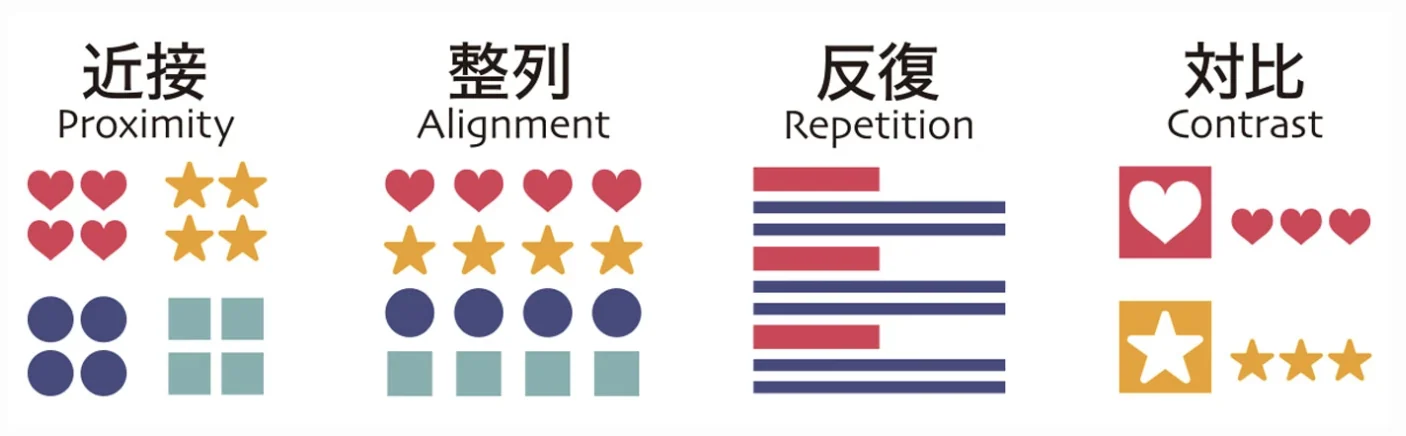 近接
Proximity
整列
Alignment
反復
Repetition
対比
Contrast